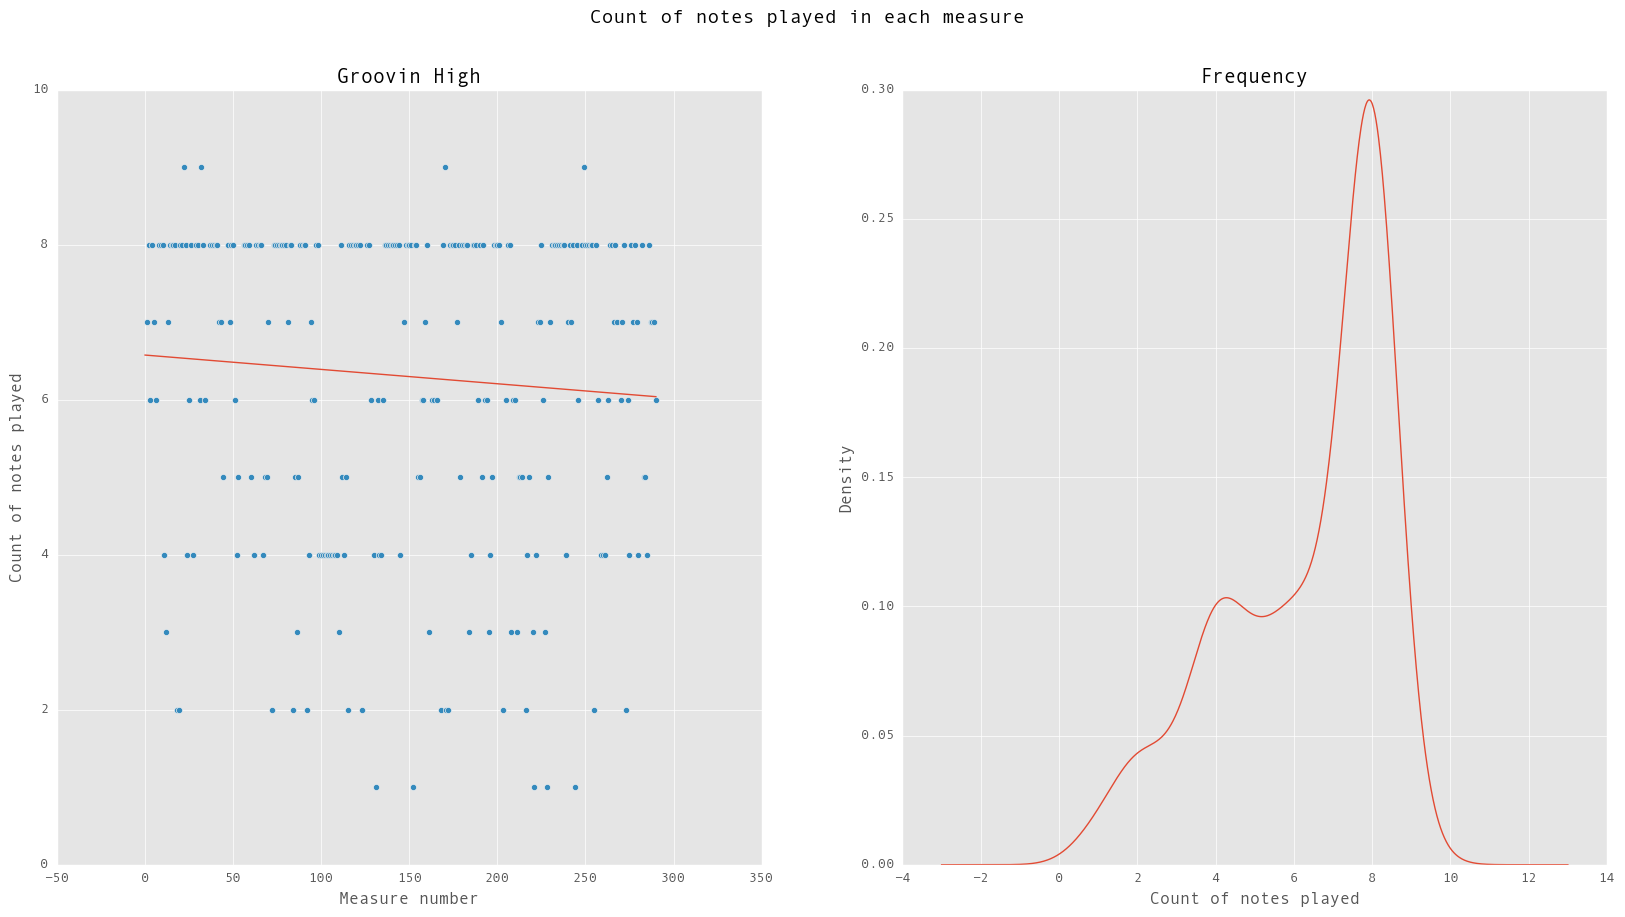 Count of notes played in each measure
Groovin High
Count of notes played
10
8
6
4
2
0
−50 0 50 100 150 200 250 300 350
Measure number
Frequency
Density
0.30
0.25
0.20
0.15
0.10
0.05
0.00
−4 −2 0 2 4 6 8 10 12 14
Count of notes played